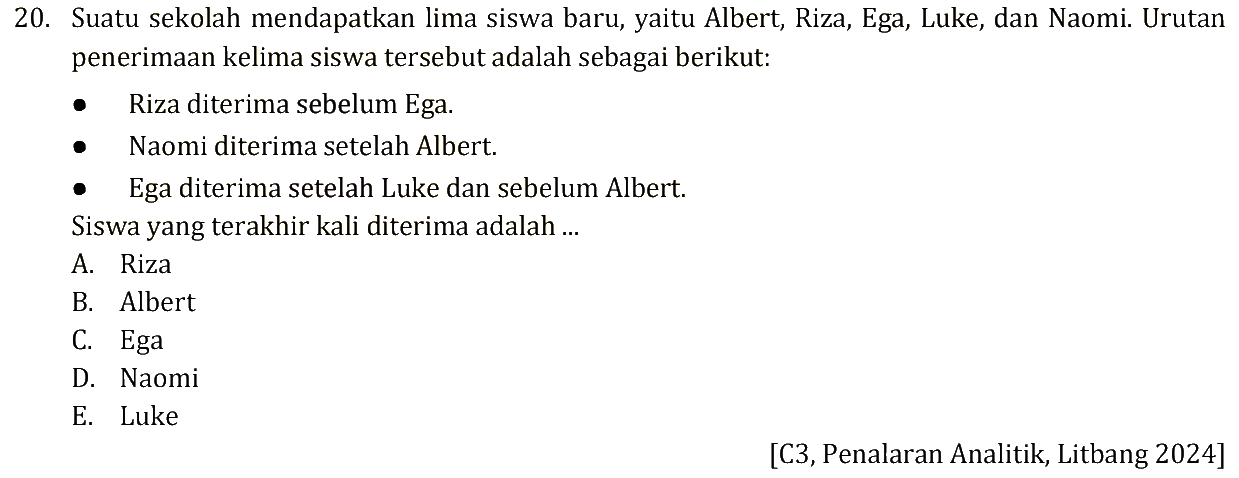 20. Suatu sekolah mendapatkan lima siswa baru, yaitu Albert, Riza, Ega, Luke, dan Naomi. Urutan
penerimaan kelima siswa tersebut adalah sebagai berikut:
• Riza diterima sebelum Ega.
• Naomi diterima setelah Albert.
• Ega diterima setelah Luke dan sebelum Albert.
Siswa yang terakhir kali diterima adalah ...
A. Riza
B. Albert
C. Ega
D. Naomi
E. Luke
[C3, Penalaran Analitik, Litbang 2024]